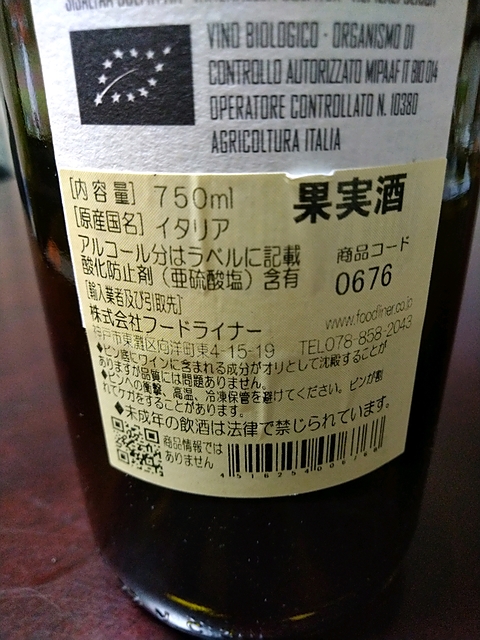 VINO BIOLOGICO - ORGANISMO DI
CONTROLLO AUTORIZZATO MIPAAF IT BIO 014
OPERATORE CONTROLLATO N. 10380
AGRICOLTURA ITALIA
[内容量] 750ml
果実酒
[原産国名] イタリア
アルコール分はラベルに記載
酸化防止剤(亜硫酸塩)含有
商品コード
0676
[輸入業者及び引取先]
株式会社フードライナー
www.foodliner.co.jp
神戸市東灘区向洋町東4-15-19 TEL078-858-2043
◆ビン底にワインに含まれる成分がオリとして沈殿することが
ありますが品質には問題ありません。
◆ビンへの衝撃、高温、冷凍保管を避けてください。ビンが割
れてケガをすることがあります。
◆未成年の飲酒は法律で禁じられています。
商品情報では
ありません